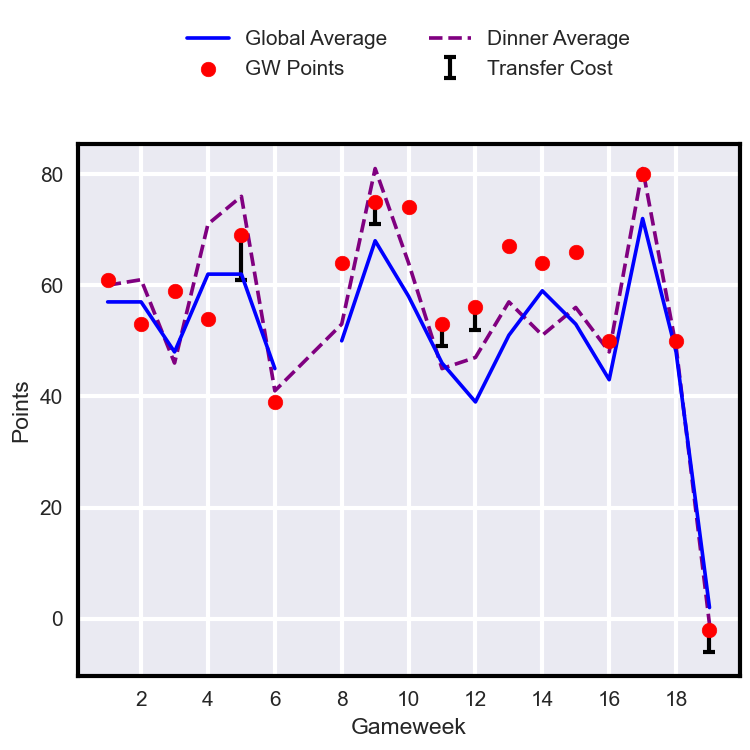 Global Average
Dinner Average
GW Points
Transfer Cost
80
60
40
20
0
Points
2 4 6 8 10 12 14 16 18
Gameweek